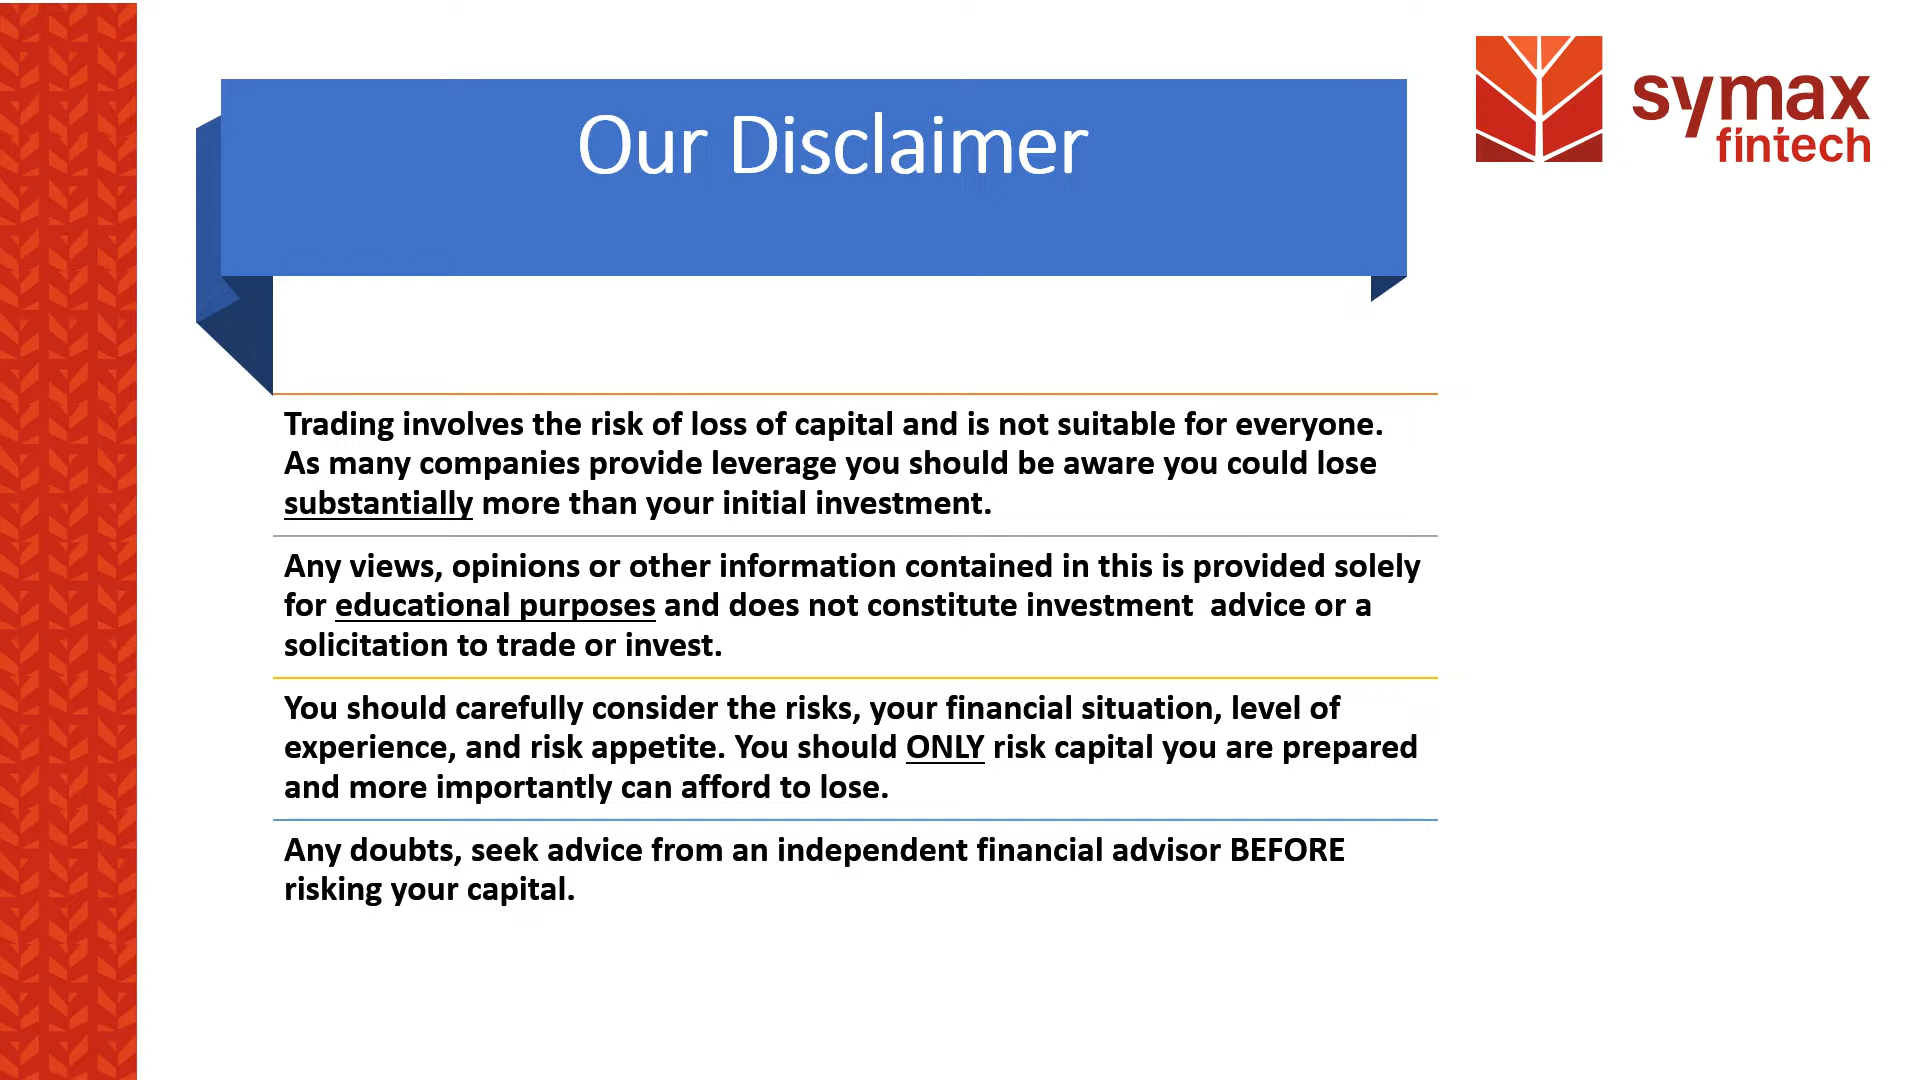 Our Disclaimer
symax
fintech
Trading involves the risk of loss of capital and is not suitable for everyone.
As many companies provide leverage you should be aware you could lose
substantially more than your initial investment.
Any views, opinions or other information contained in this is provided solely
for educational purposes and does not constitute investment  advice or a
solicitation to trade or invest.
You should carefully consider the risks, your financial situation, level of
experience, and risk appetite. You should ONLY risk capital you are prepared
and more importantly can afford to lose.
Any doubts, seek advice from an independent financial advisor BEFORE
risking your capital.